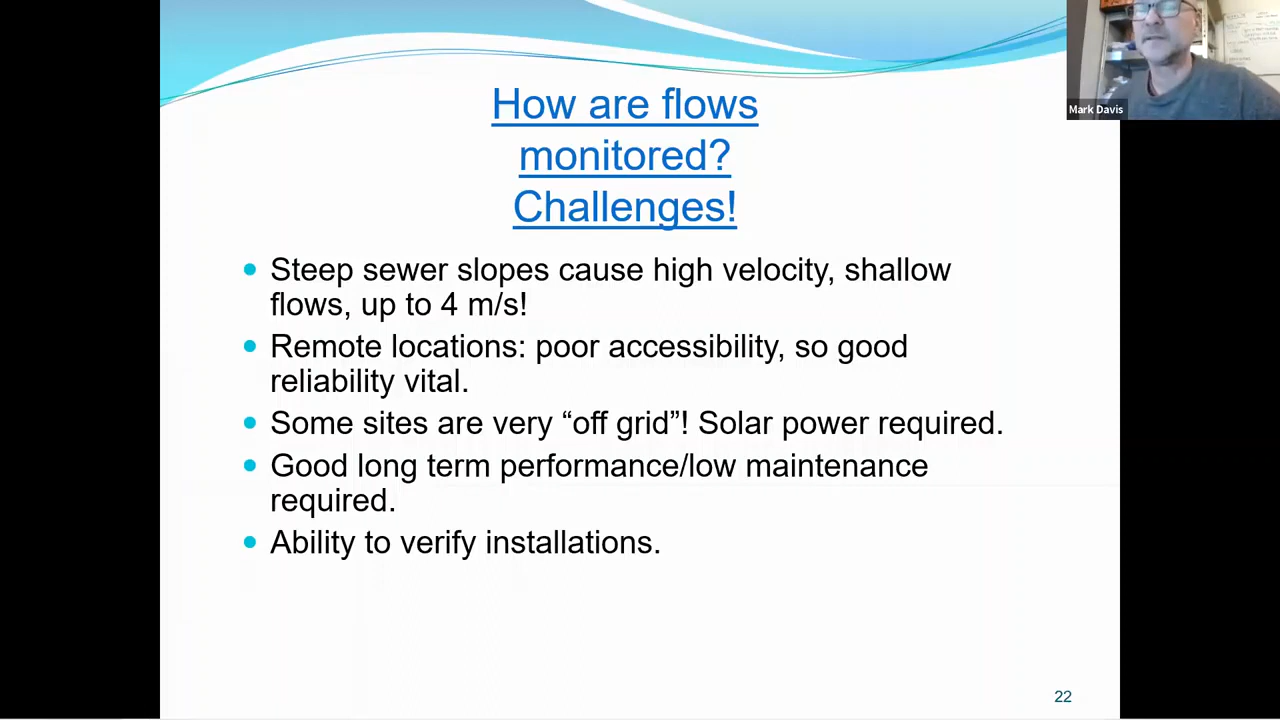 Mark Davis
How are flows
monitored?
Challenges!
Steep sewer slopes cause high velocity, shallow
flows, up to 4 m/s!
Remote locations: poor accessibility, so good
reliability vital.
Some sites are very “off grid”! Solar power required.
Good long term performance/low maintenance
required.
Ability to verify installations.
22